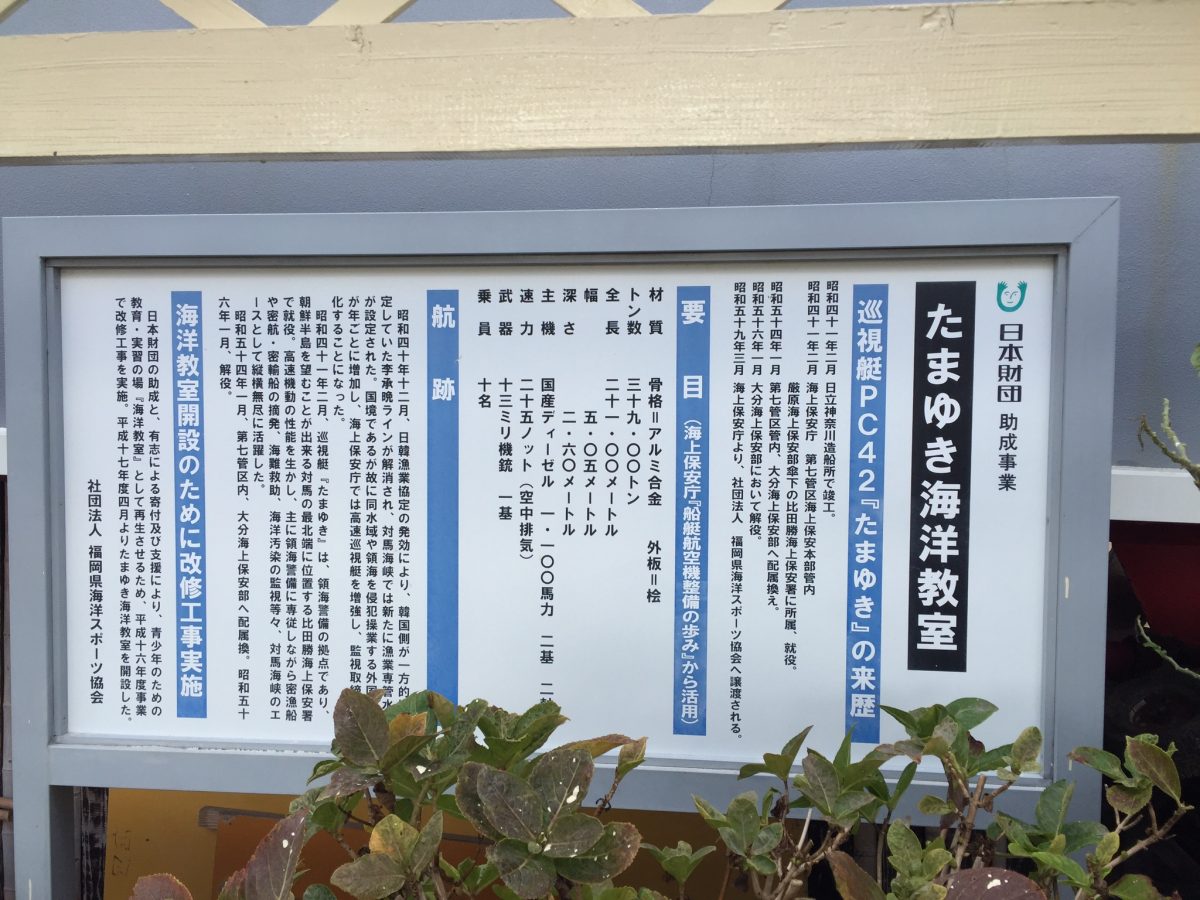 日本財団 助成事業
たまゆき海洋教室
巡視艇PC42『たまゆき』の来歴
昭和四十一年二月 日立神奈川造船所で竣工。
昭和四十一年二月 海上保安庁 第七管区海上保安本部管内
厳原海上保安部傘下の比田勝海上保安署に所属、就役。
昭和五十四年一月 第七管区管内、大分海上保安部へ配属換え。
昭和五十六年一月 大分海上保安部において解役。
昭和五十九年三月 海上保安庁より、社団法人 福岡県海洋スポーツ協会へ譲渡される。
要目(海上保安庁『船艇航空機整備の歩み』から活用)
材質 骨格=アルミ合金 外板=桧
トン数 三十九・〇〇トン
全長 二十一・〇〇メートル
幅 五・〇五メートル
深さ 二・六〇メートル
主機 国産ディーゼル 一・一〇〇馬力 二基 二
速力 二十五ノット(空中排気)
武器 十三ミリ機銃 一基
乗員 十名
航跡
昭和四十年十二月、日韓漁業協定の発効により、韓国側が一方的
定していた李承晩ラインが解消され、対馬海峡では新たに漁業専管水
が設定された。国境であるが故に同水域や領海を侵犯操業する外国
が年ごとに増加し、海上保安庁では高速巡視艇を増強し、監視取締
化することになった。
昭和四十一年二月、巡視艇『たまゆき』は、領海警備の拠点であり、
朝鮮半島を望むことが出来る対馬の最北端に位置する比田勝海上保安署
で就役。高速機動の性能を生かし、主に領海警備に専従しながら密漁船
や密航・密輸船の摘発、海難救助、海洋汚染の監視等々、対馬海峡のエ
ースとして縦横無尽に活躍した。
昭和五十四年一月、第七管区内、大分海上保安部へ配属換。昭和五十
六年一月、解役。
海洋教室開設のために改修工事実施
日本財団の助成と、有志による寄付及び支援により、青少年のための
教育・実習の場『海洋教室』として再生させるため、平成十六年度事業
で改修工事を実施。平成十七年度四月よりたまゆき海洋教室を開設した。
社団法人 福岡県海洋スポーツ協会